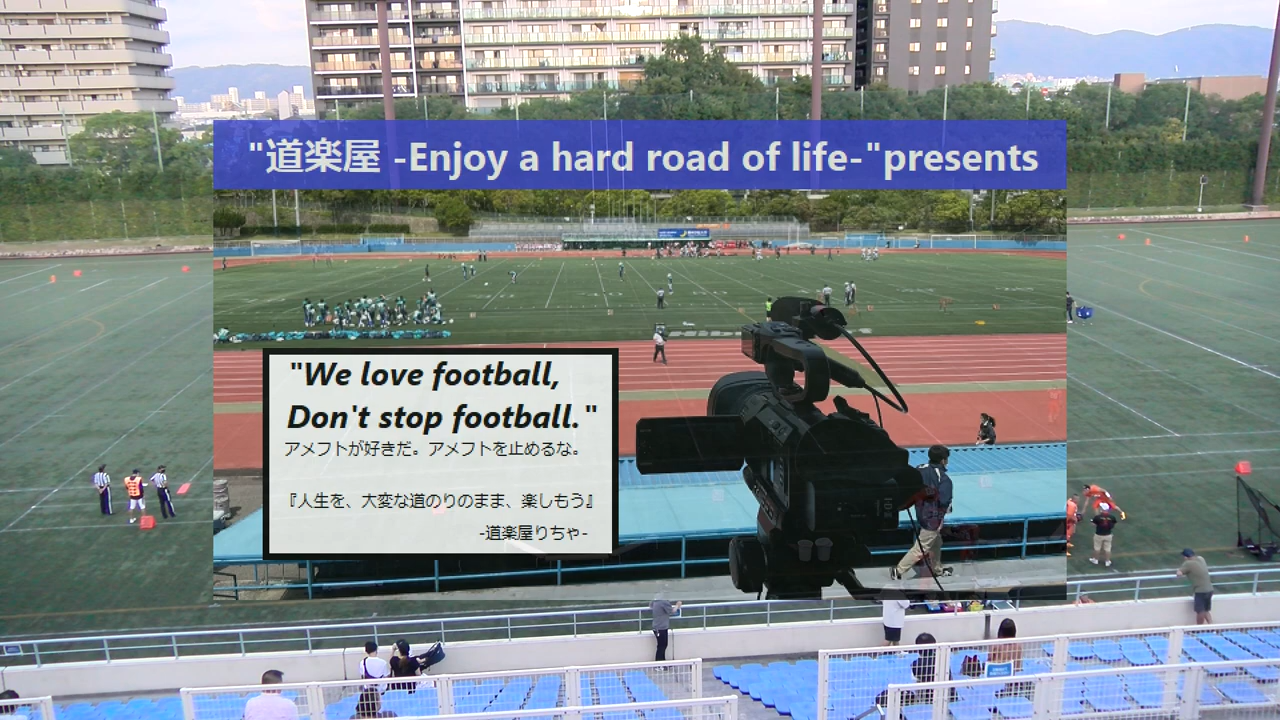 "道楽屋 -Enjoy a hard road of life-"presents
"We love football,
Don't stop football."
アメフトが好きだ。アメフトを止めるな。
『人生を、大変な道のりのまま、楽しもう』
-道楽屋りちゃ-